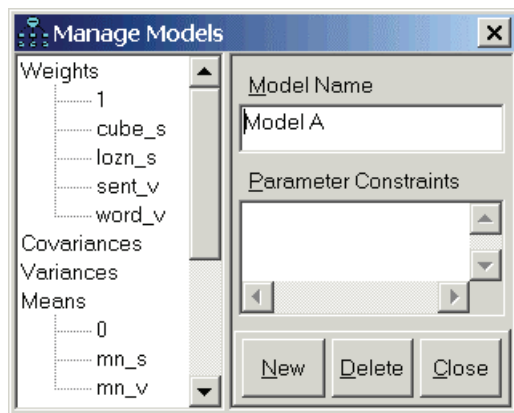 Manage Models
Weights
1
cube_s
lozn_s
sent_v
word_v
Covariances
Variances
Means
0
mn_s
mn_v
Model Name
Model A
Parameter Constraints
New
Delete
Close